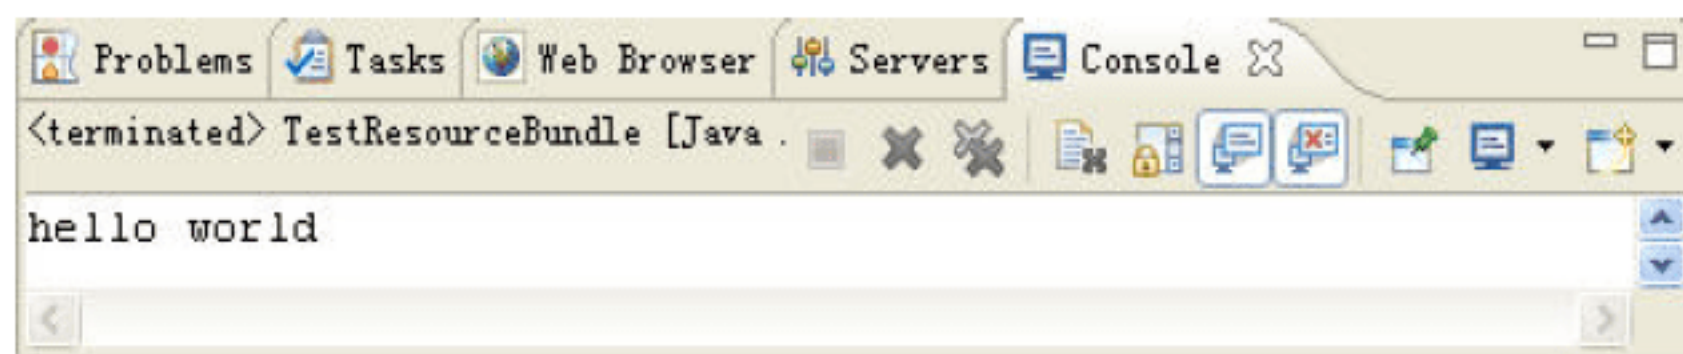 Problems Tasks Web Browser Servers Console
<terminated> TestResourceBundle [Java .
hello world